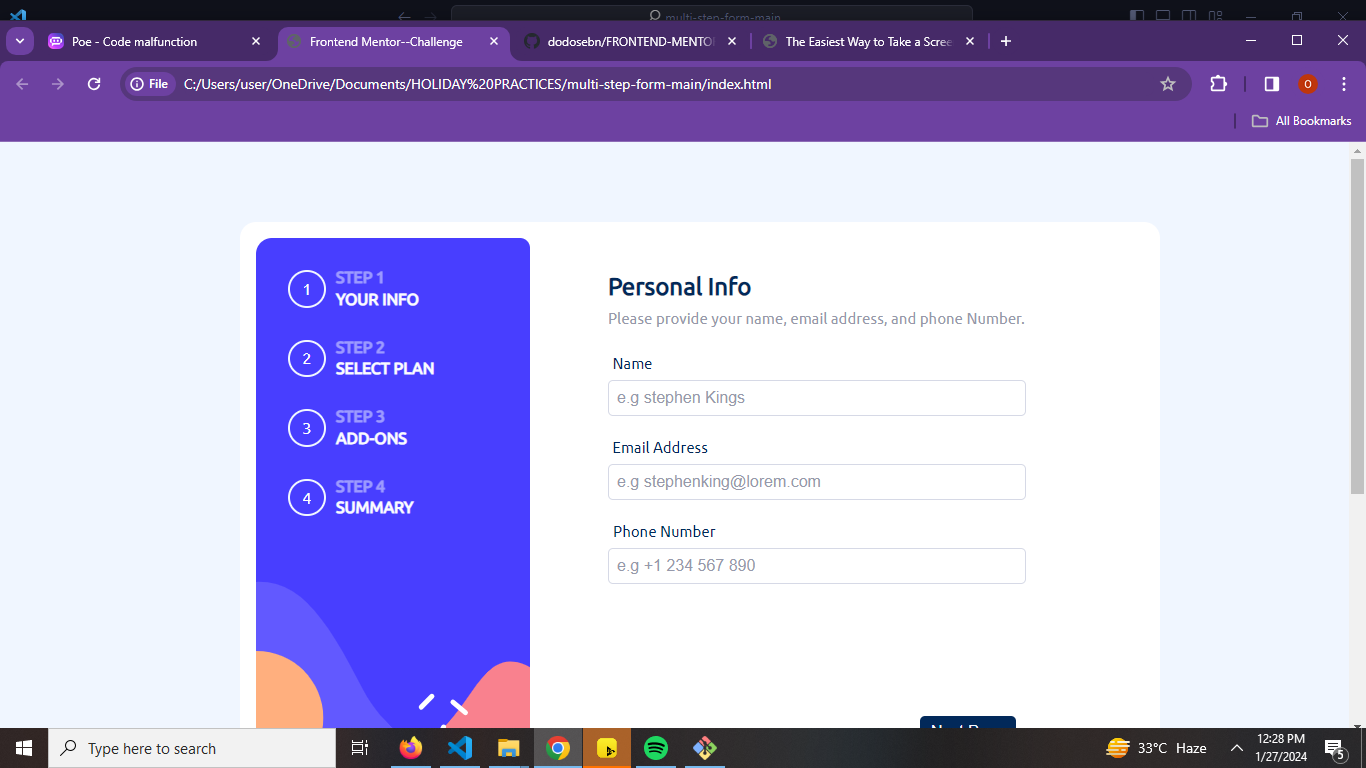 multi-step-form-main
Poe - Code malfunction
Frontend Mentor--Challenge
dodosebn/FRONTEND-MENTO
The Easiest Way to Take a Scree
File
C:/Users/user/OneDrive/Documents/HOLIDAY%20PRACTICES/multi-step-form-main/index.html
O
All Bookmarks
1
STEP 1
YOUR INFO
2
STEP 2
SELECT PLAN
3
STEP 3
ADD-ONS
4
STEP 4
SUMMARY
Personal Info
Please provide your name, email address, and phone Number.
Name
e.g stephen Kings
Email Address
e.g stephenking@lorem.com
Phone Number
e.g +1 234 567 890
Type here to search
33°C Haze
12:28 PM
1/27/2024
5